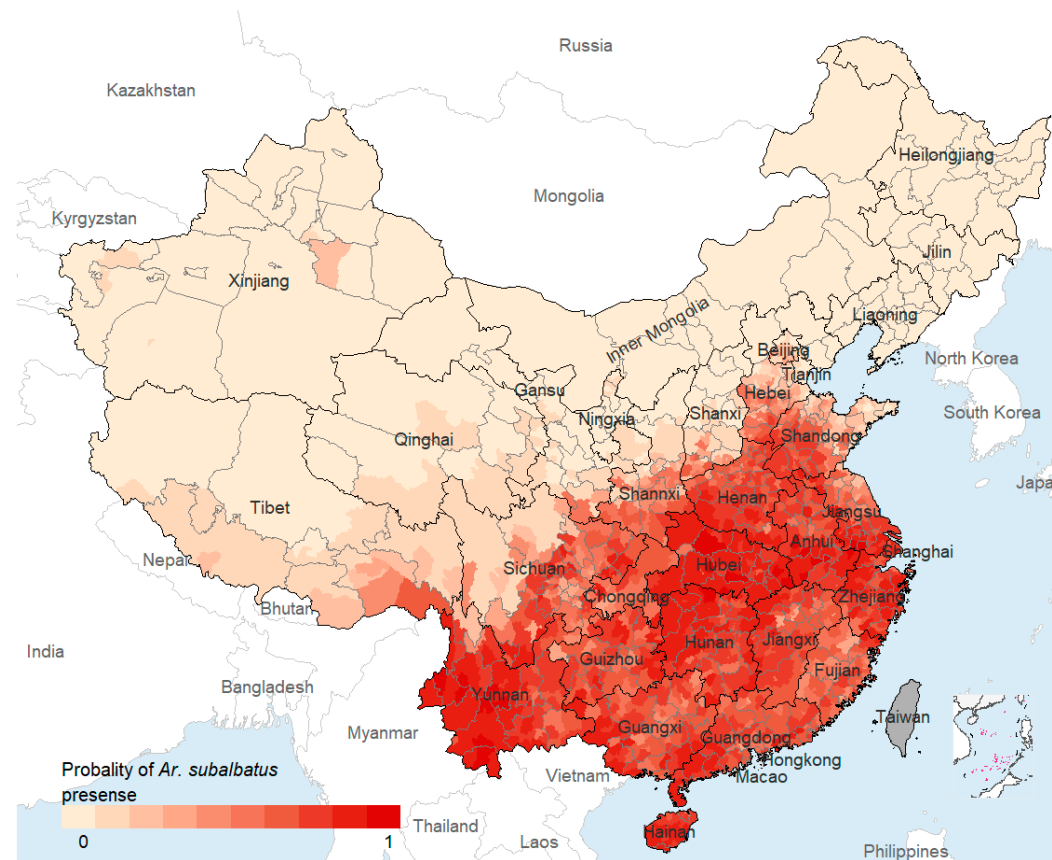 Russia
Kazakhstan
Heilongjiang
Mongolia
Kyrgyzstan
Jilin
Xinjiang
Liaoning
Inner Mongolia
Beijing
North Korea
Tianjin
Gansu
Hebei
South Korea
Shanxi
Ningxia
Qinghai
Shandong
Japa
Shannxi
Henan
Tibet
Jiangsu
Anhui
Shanghai
Nepal
Sichuan
Hubei
Chongqing
Zhejiang
Bhutan
Hunan
Jiangxi
India
Guizhou
Fujian
Bangladesh
Yunnan
Taiwan
Guangxi
Myanmar
Guangdong
Hongkong
Probality of Ar. subalbatus
presense
Vietnam
Macao
Thailand
Hainan
0 1
Laos
Philippines